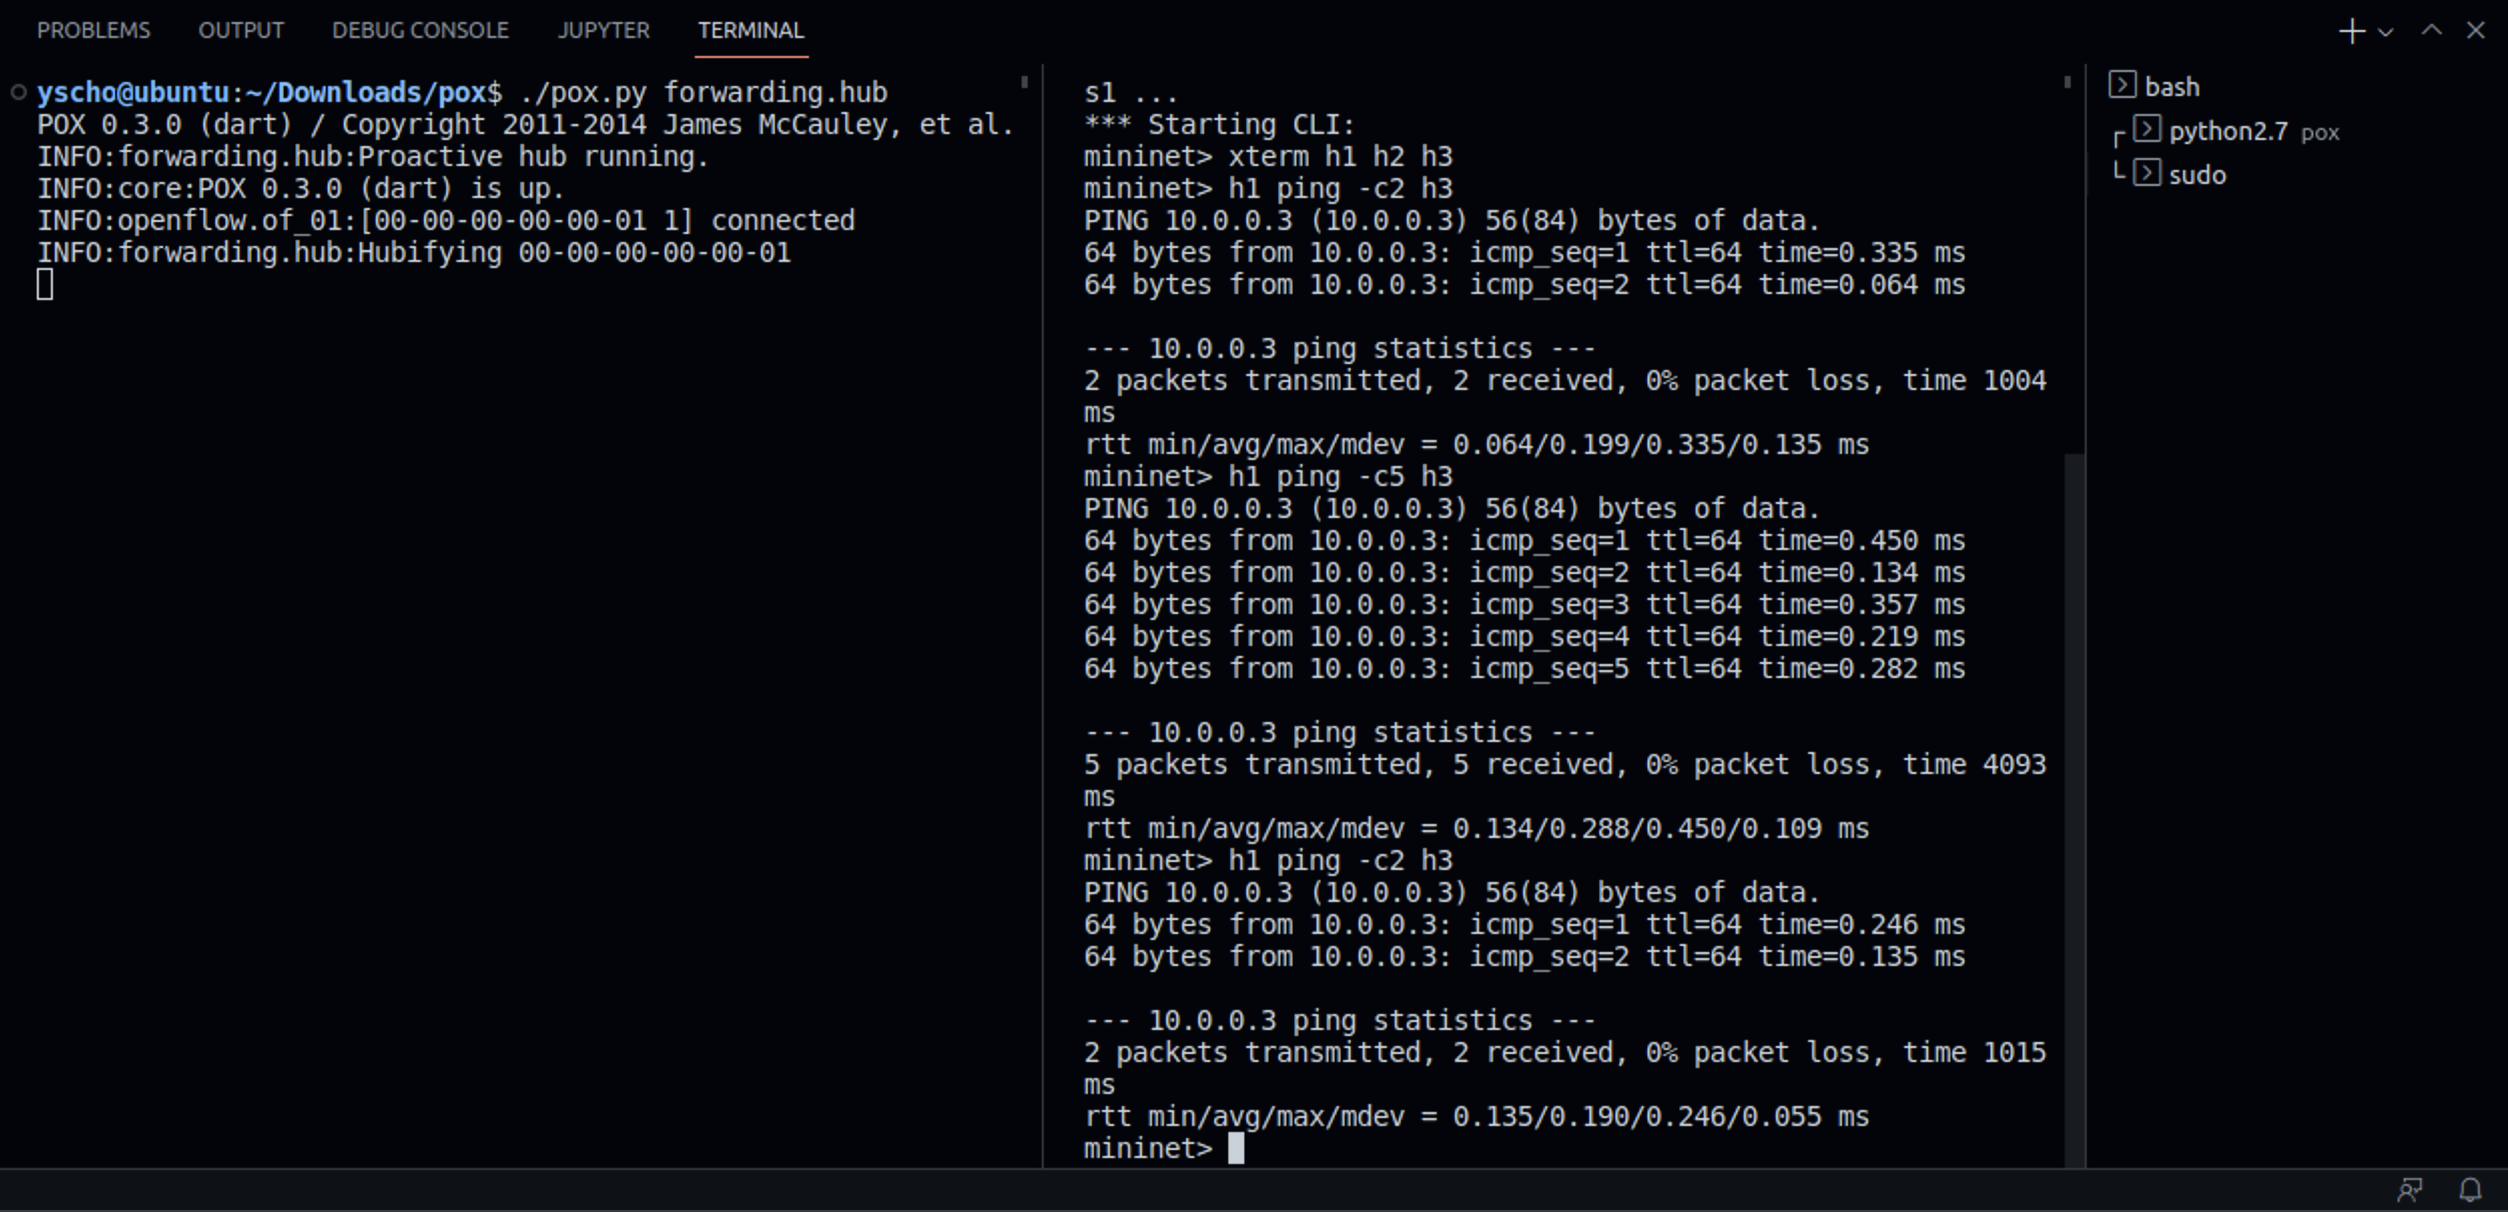 PROBLEMS OUTPUT DEBUG CONSOLE JUPYTER TERMINAL
yscho@ubuntu:~/Downloads/pox$ ./pox.py forwarding.hub
POX 0.3.0 (dart) / Copyright 2011-2014 James McCauley, et al.
INFO:forwarding.hub:Proactive hub running.
INFO:core:POX 0.3.0 (dart) is up.
INFO:openflow.of_01:[00-00-00-00-00-01 1] connected
INFO:forwarding.hub:Hubifying 00-00-00-00-00-01
s1 ...
*** Starting CLI:
mininet> xterm h1 h2 h3
mininet> h1 ping -c2 h3
PING 10.0.0.3 (10.0.0.3) 56(84) bytes of data.
64 bytes from 10.0.0.3: icmp_seq=1 ttl=64 time=0.335 ms
64 bytes from 10.0.0.3: icmp_seq=2 ttl=64 time=0.064 ms
--- 10.0.0.3 ping statistics ---
2 packets transmitted, 2 received, 0% packet loss, time 1004
ms
rtt min/avg/max/mdev = 0.064/0.199/0.335/0.135 ms
mininet> h1 ping -c5 h3
PING 10.0.0.3 (10.0.0.3) 56(84) bytes of data.
64 bytes from 10.0.0.3: icmp_seq=1 ttl=64 time=0.450 ms
64 bytes from 10.0.0.3: icmp_seq=2 ttl=64 time=0.134 ms
64 bytes from 10.0.0.3: icmp_seq=3 ttl=64 time=0.357 ms
64 bytes from 10.0.0.3: icmp_seq=4 ttl=64 time=0.219 ms
64 bytes from 10.0.0.3: icmp_seq=5 ttl=64 time=0.282 ms
--- 10.0.0.3 ping statistics ---
5 packets transmitted, 5 received, 0% packet loss, time 4093
ms
rtt min/avg/max/mdev = 0.134/0.288/0.450/0.109 ms
mininet> h1 ping -c2 h3
PING 10.0.0.3 (10.0.0.3) 56(84) bytes of data.
64 bytes from 10.0.0.3: icmp_seq=1 ttl=64 time=0.246 ms
64 bytes from 10.0.0.3: icmp_seq=2 ttl=64 time=0.135 ms
--- 10.0.0.3 ping statistics ---
2 packets transmitted, 2 received, 0% packet loss, time 1015
ms
rtt min/avg/max/mdev = 0.135/0.190/0.246/0.055 ms
mininet>
bash
python2.7 pox
sudo